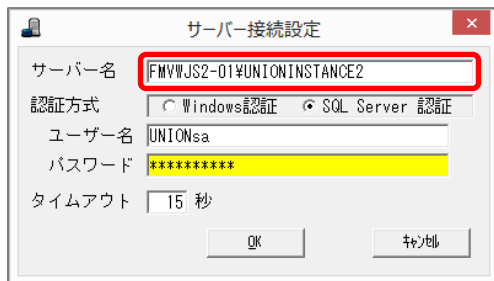 サーバー接続設定
サーバー名 FMVWJS2-01¥UNIONINSTANCE2
認証方式 Windows認証 SQL Server 認証
ユーザー名 UNIONsa
パスワード **********
タイムアウト 15 秒
OK キャンセル